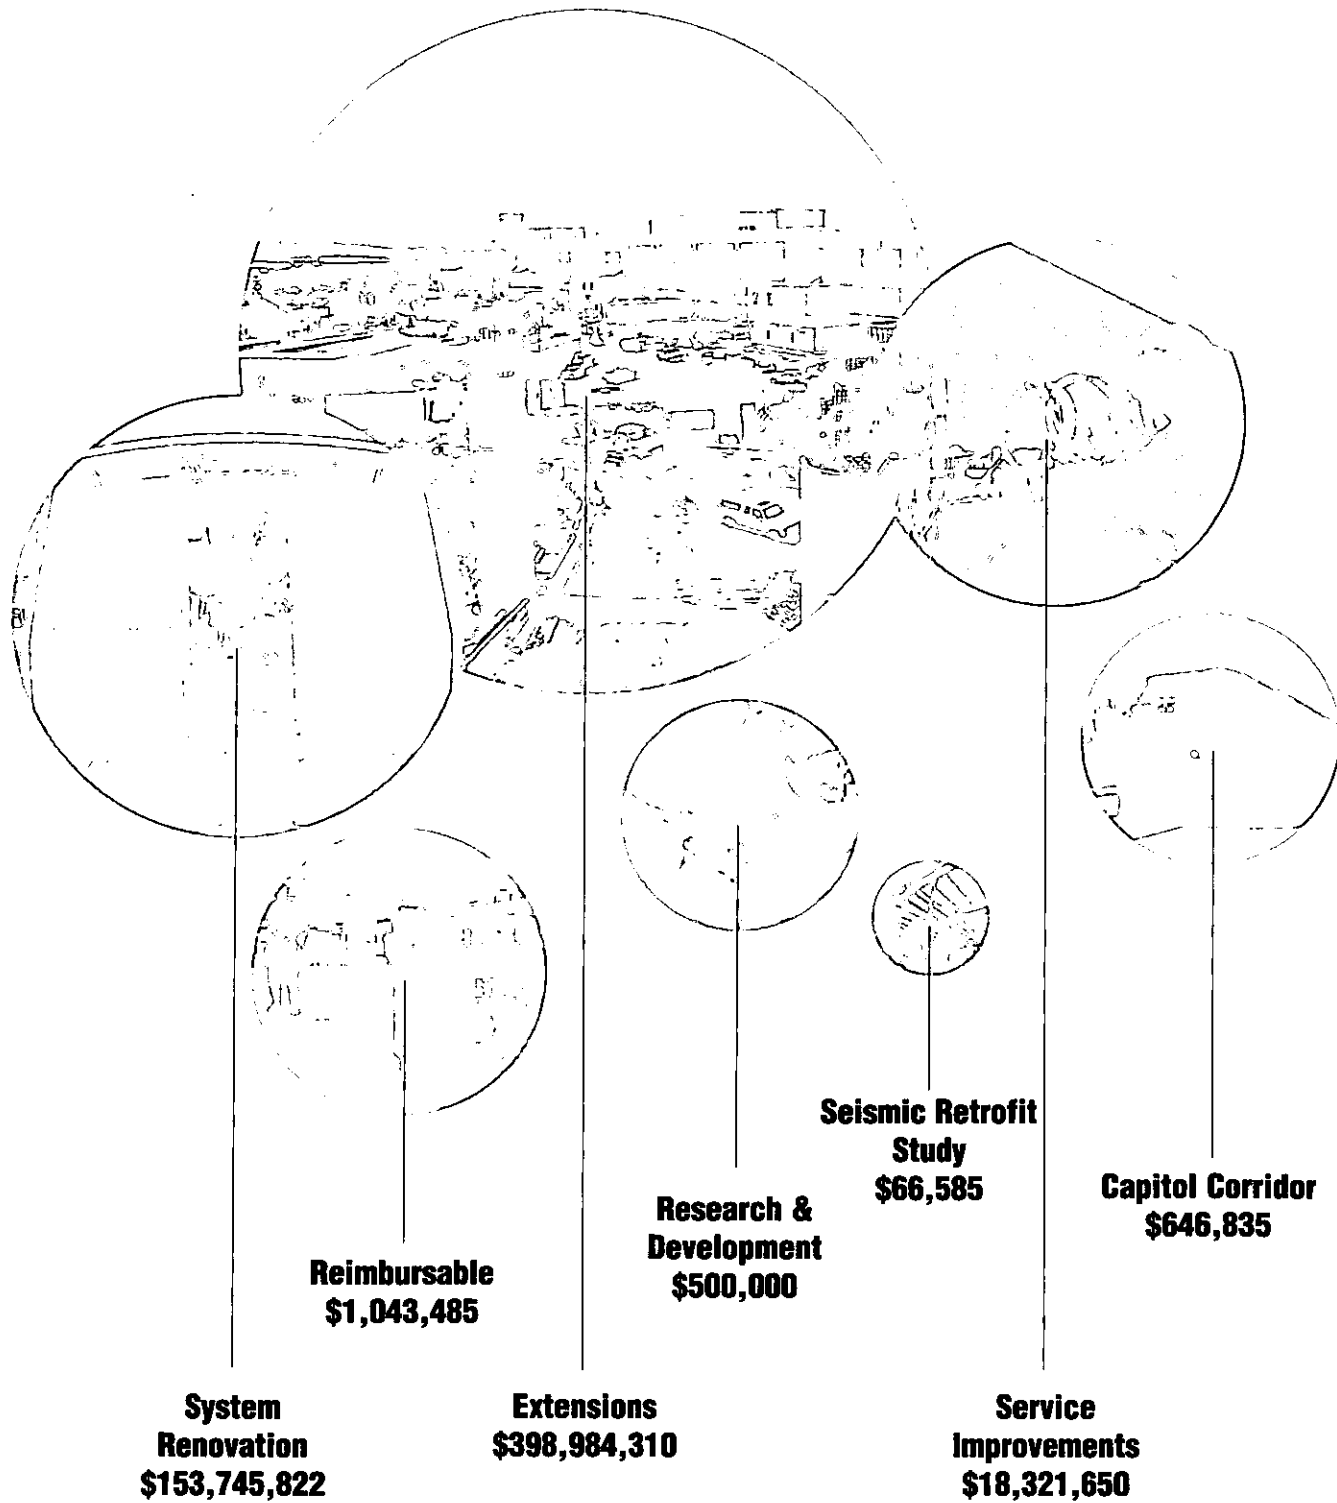 Seismic Retrofit
Study
$66,585
Capitol Corridor
$646,835
Research &
Development
$500,000
Reimbursable
$1,043,485
System
Renovation
$153,745,822
Extensions
$398,984,310
Service
Improvements
$18,321,650